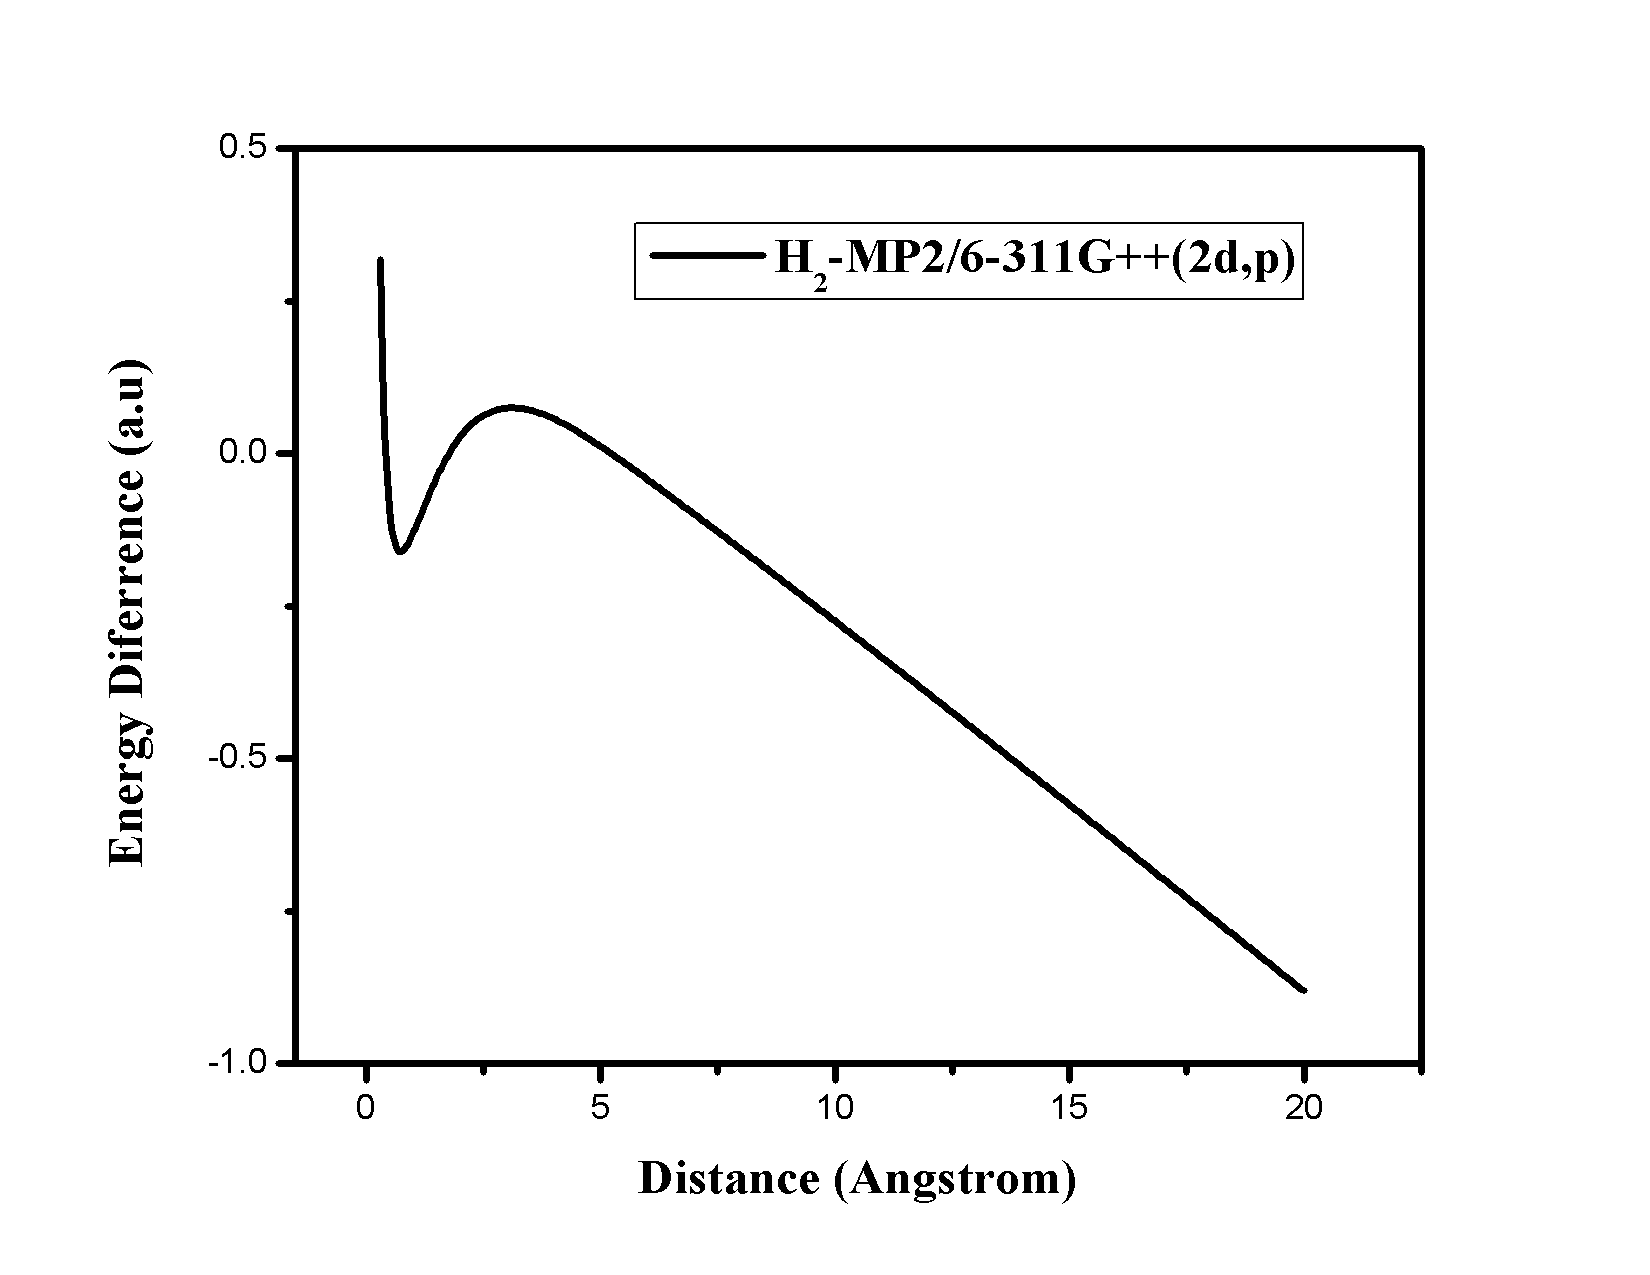 0.5
0.0
-0.5
-1.0
Energy Diferrence (a.u)
H₂-MP2/6-311G++(2d,p)
0 5 10 15 20
Distance (Angstrom)